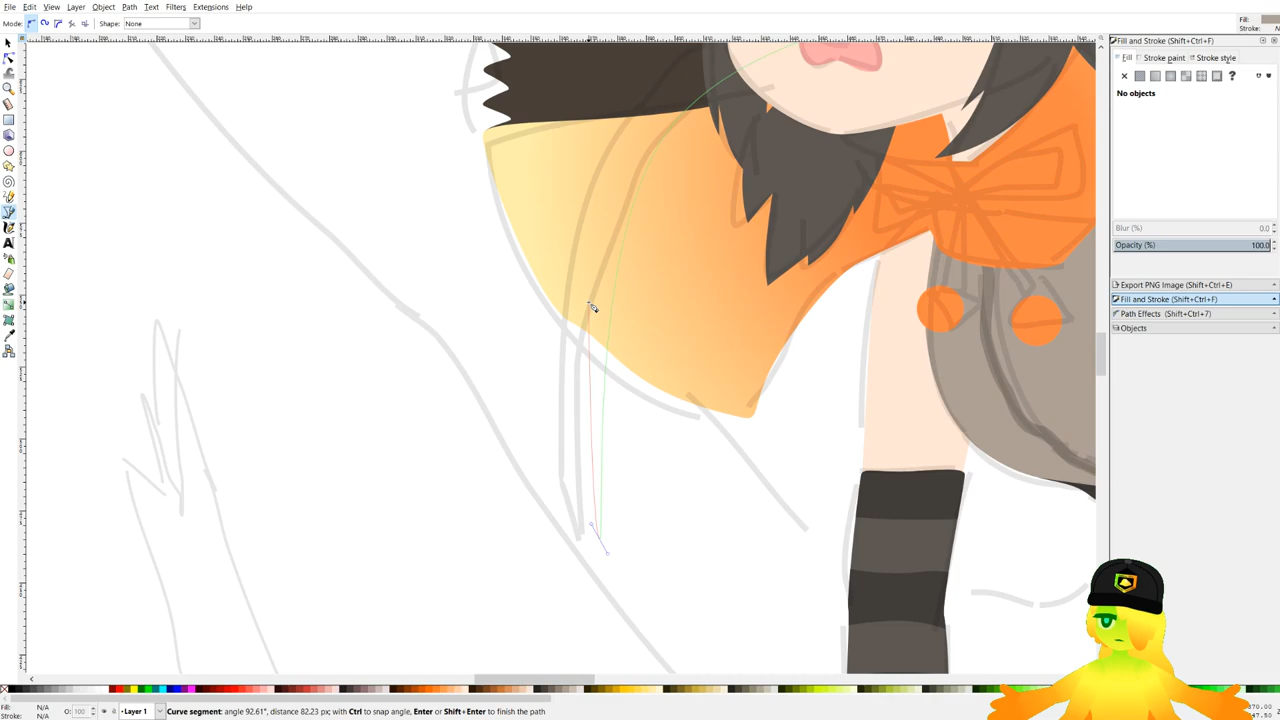 File Edit View Layer Object Path Text Filters Extensions Help
Mode: Shape: None
Fill:
Stroke: N
Fill and Stroke (Shift+Ctrl+F)
Fill Stroke paint Stroke style
No objects
Blur (%) 0.0
Opacity (%) 100.0
Export PNG Image (Shift+Ctrl+E)
Fill and Stroke (Shift+Ctrl+F)
Path Effects (Shift+Ctrl+7)
Objects
Fill: N/A
Stroke: N/A
O: 100
Layer 1
Curve segment: angle 92.61°, distance 82.23 px; with Ctrl to snap angle, Enter or Shift+Enter to finish the path